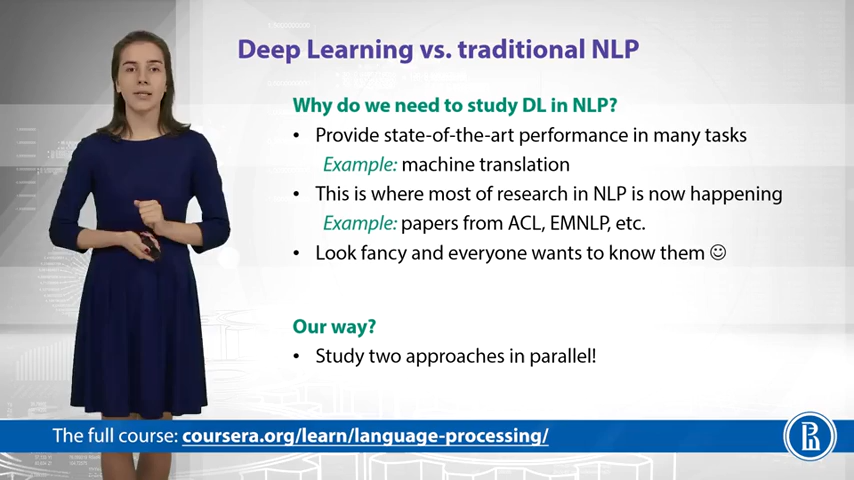 Deep Learning vs. traditional NLP
Why do we need to study DL in NLP?
• Provide state-of-the-art performance in many tasks
Example: machine translation
• This is where most of research in NLP is now happening
Example: papers from ACL, EMNLP, etc.
• Look fancy and everyone wants to know them ☺
Our way?
• Study two approaches in parallel!
The full course: coursera.org/learn/language-processing/